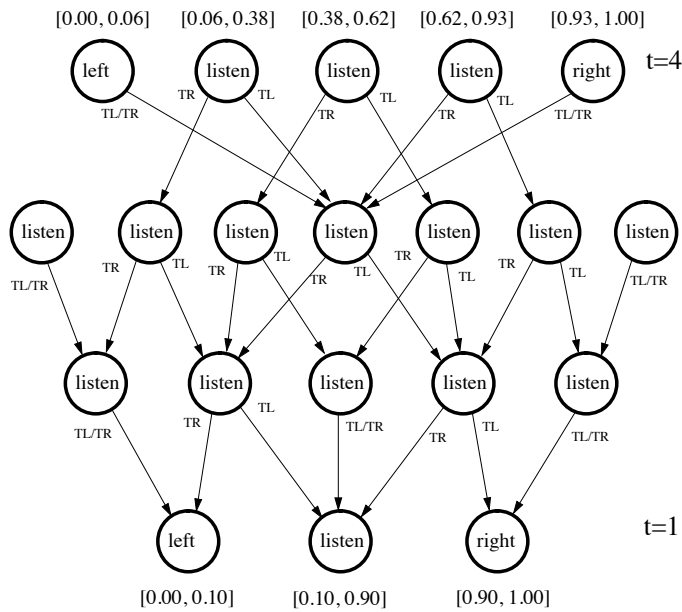 [0.00, 0.06] [0.06, 0.38] [0.38, 0.62] [0.62, 0.93] [0.93, 1.00]
left listen listen listen right t=4
TL/TR TR TL TR TL TR TL TL/TR
listen listen listen listen listen listen listen
TL/TR TR TL TR TL TR TL TR TL TR TL TL/TR
listen listen listen listen listen
TL/TR TR TL TL/TR TR TL TL/TR
left listen right t=1
[0.00, 0.10] [0.10, 0.90] [0.90, 1.00]